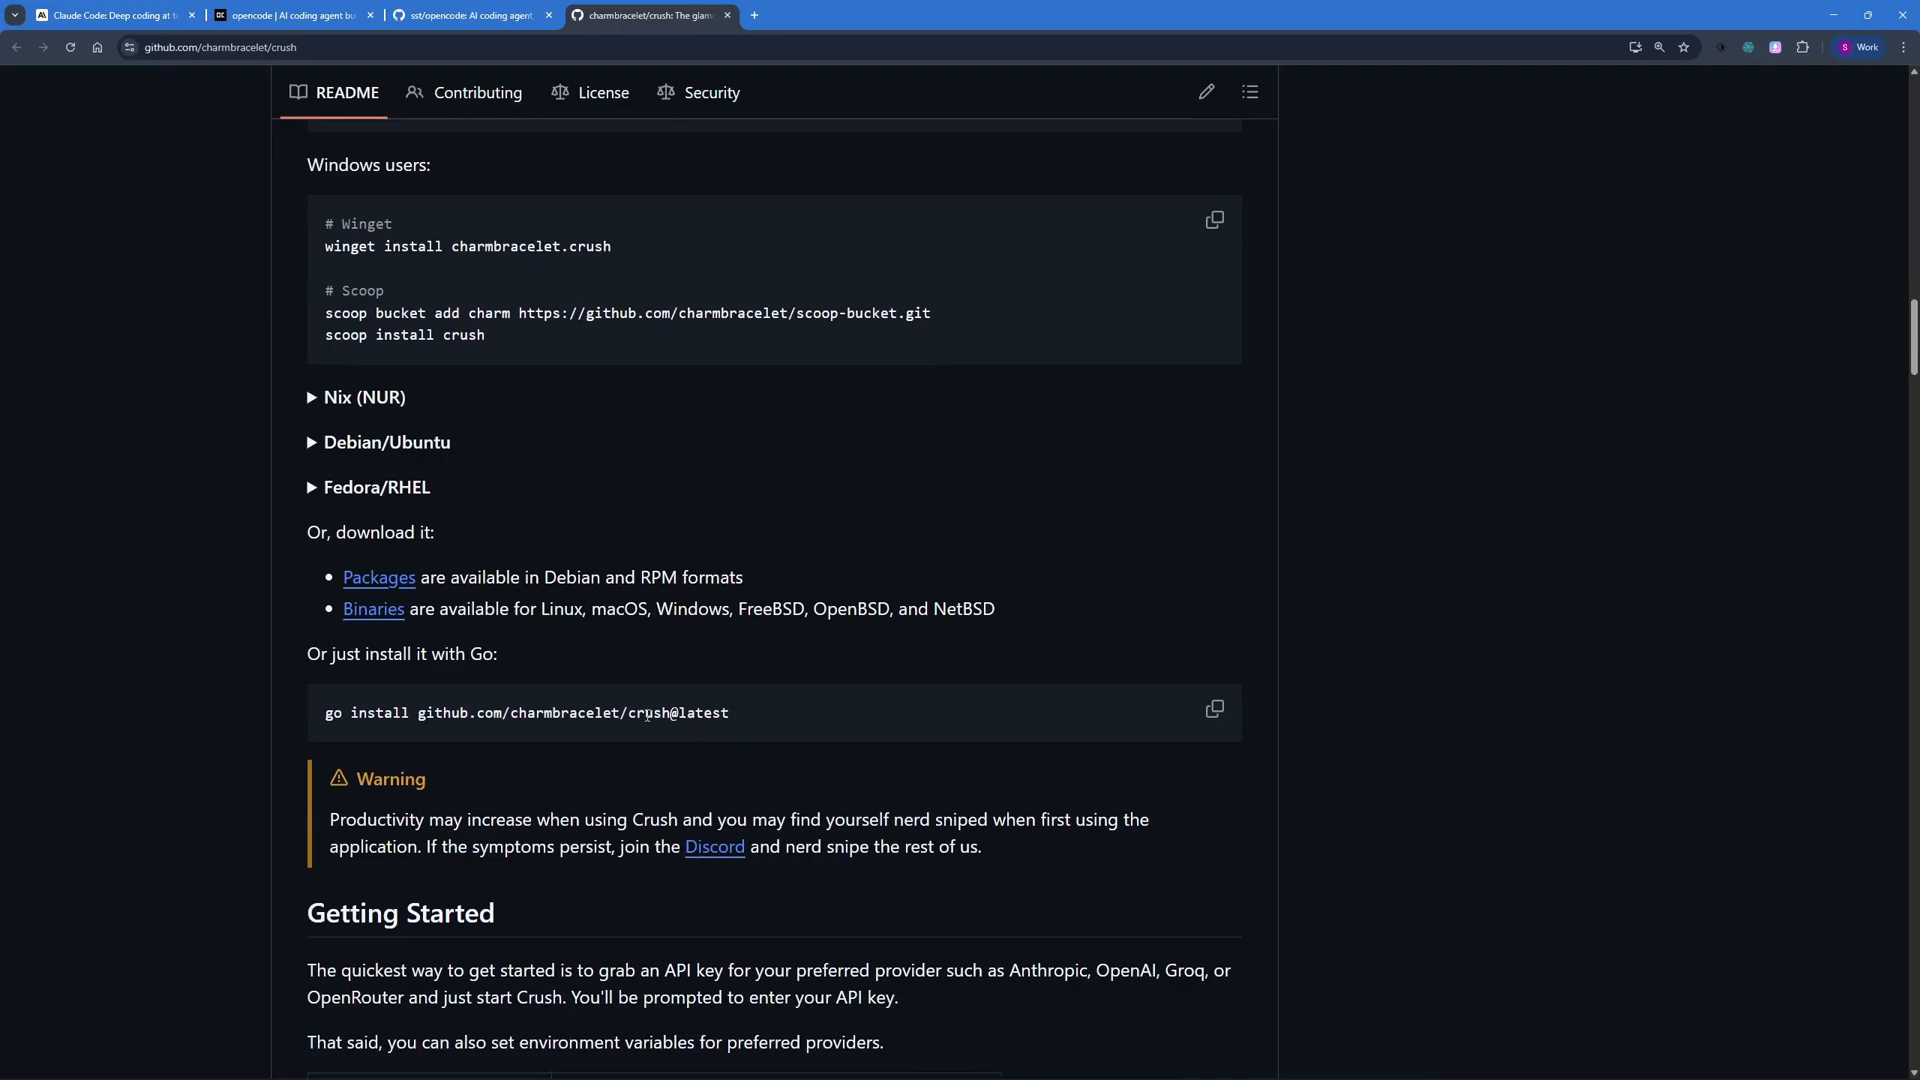 Claude Code: Deep coding at t
opencode | AI coding agent bu
sst/opencode: AI coding agent,
charmbracelet/crush: The glam
github.com/charmbracelet/crush
S Work
README
Contributing
License
Security
Windows users:
# Winget
winget install charmbracelet.crush
# Scoop
scoop bucket add charm https://github.com/charmbracelet/scoop-bucket.git
scoop install crush
Nix (NUR)
Debian/Ubuntu
Fedora/RHEL
Or, download it:
• Packages are available in Debian and RPM formats
• Binaries are available for Linux, macOS, Windows, FreeBSD, OpenBSD, and NetBSD
Or just install it with Go:
go install github.com/charmbracelet/crush@latest
Warning
Productivity may increase when using Crush and you may find yourself nerd sniped when first using the
application. If the symptoms persist, join the Discord and nerd snipe the rest of us.
Getting Started
The quickest way to get started is to grab an API key for your preferred provider such as Anthropic, OpenAI, Groq, or
OpenRouter and just start Crush. You'll be prompted to enter your API key.
That said, you can also set environment variables for preferred providers.